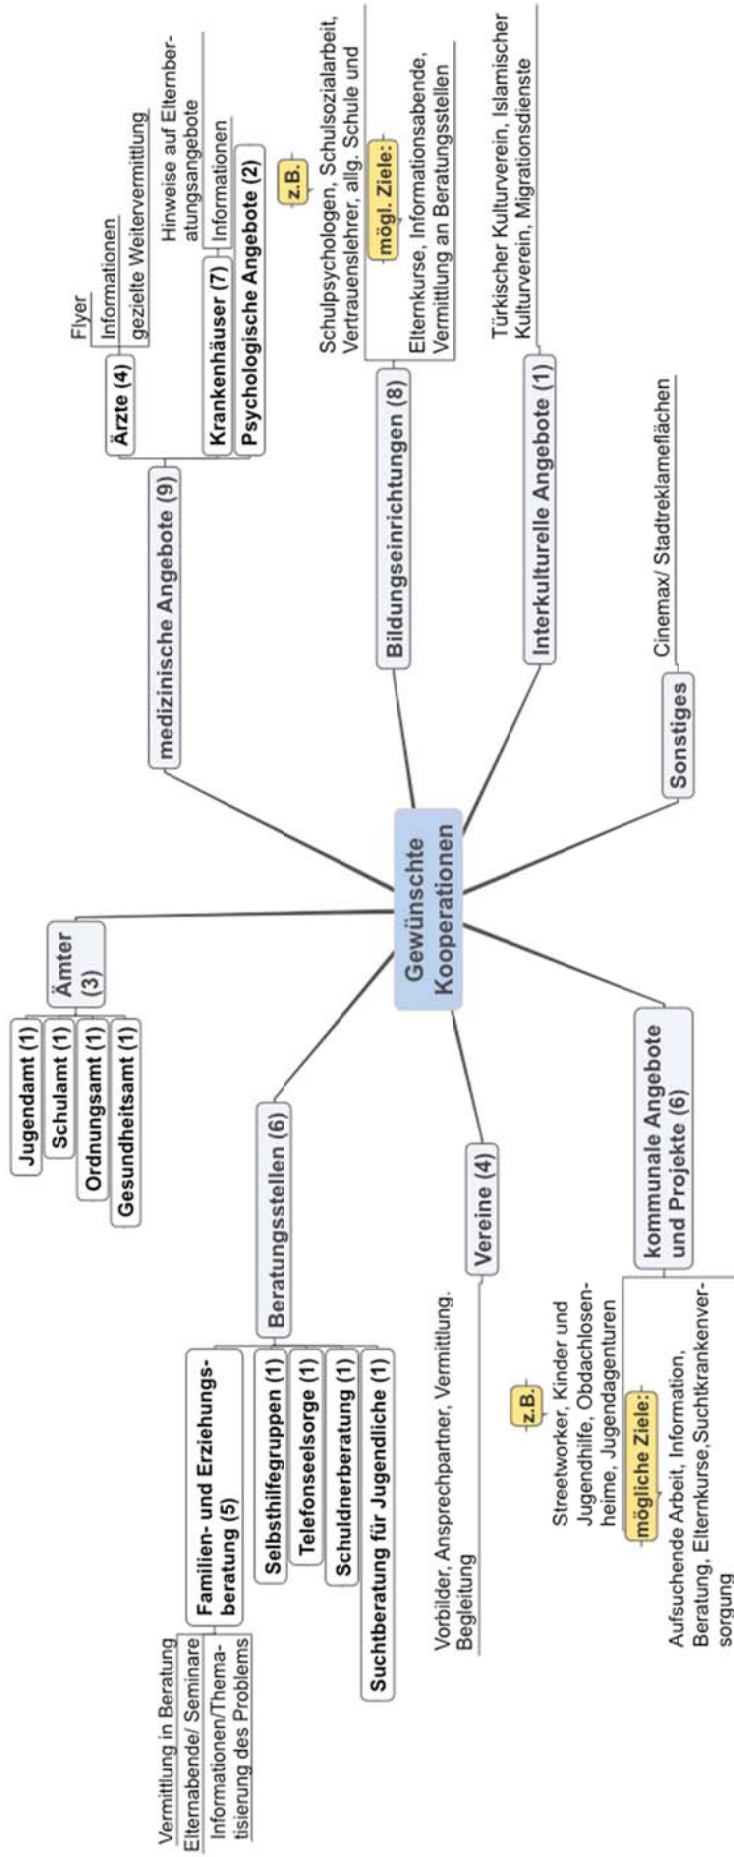 Gewünschte
Kooperationen
Ämter
(3)
Jugendamt (1)
Schulamt (1)
Ordnungsamt (1)
Gesundheitsamt (1)
medizinische Angebote (9)
Ärzte (4)
Flyer
Informationen
gezielte Weitervermittlung
Krankenhäuser (7)
Hinweise auf Elternber-
atungsangebote
Informationen
Psychologische Angebote (2)
Bildungseinrichtungen (8)
z.B.
Schulpsychologen, Schulsozialarbeit,
Vertrauenslehrer, allg. Schule und
mögl. Ziele:
Elternkurse, Informationsabende,
Vermittlung an Beratungsstellen
Interkulturelle Angebote (1)
Türkischer Kulturverein, Islamischer
Kulturverein, Migrationsdienste
Sonstiges
Cinemax/ Stadtreklameflächen
Beratungsstellen (6)
Familien- und Erziehungs-
beratung (5)
Vermittlung in Beratung
Elternabende/ Seminare
Informationen/Thema-
tisierung des Problems
Selbsthilfegruppen (1)
Telefonseelsorge (1)
Schuldnerberatung (1)
Suchtberatung für Jugendliche (1)
Vereine (4)
Vorbilder, Ansprechpartner, Vermittlung.
Begleitung
kommunale Angebote
und Projekte (6)
z.B.
Streetworker, Kinder und
Jugendhilfe, Obdachlosen-
heime, Jugendagenturen
mögliche Ziele:
Aufsuchende Arbeit, Information,
Beratung, Elternkurse,Suchtkrankenver-
sorgung